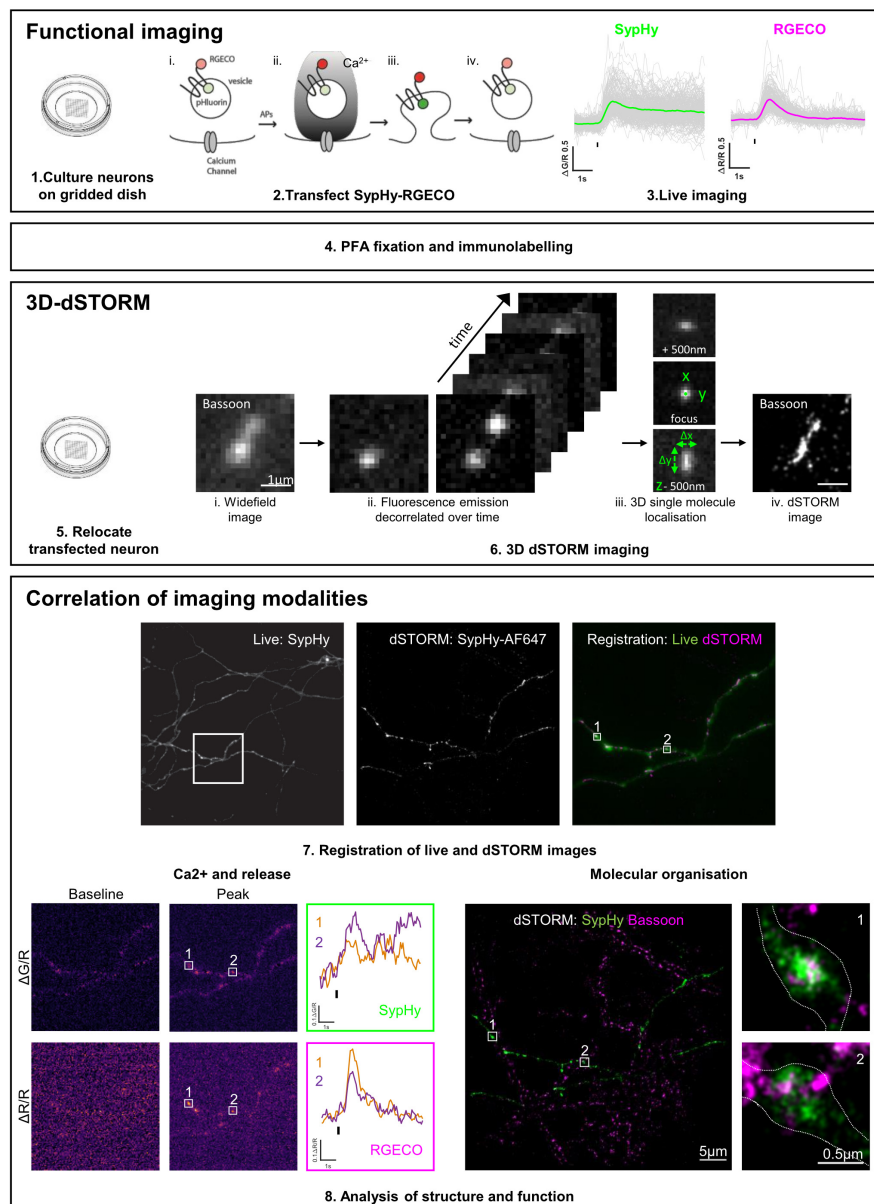 Functional imaging
SypHy
RGECO
i.
RGECO
vesicle
pHluorin
ii.
Ca²⁺
iii.
iv.
APs
Calcium
Channel
Δ G/R 0.5
1s
Δ R/R 0.5
1s
1.Culture neurons
on gridded dish
2.Transfect SypHy-RGECO
3.Live imaging
4. PFA fixation and immunolabelling
3D-dSTORM
time
Bassoon
1µm
+ 500nm
x
y
focus
Δx
Δy
Z
- 500nm
Bassoon
i. Widefield
image
ii. Fluorescence emission
decorrelated over time
iii. 3D single molecule
localisation
iv. dSTORM
image
5. Relocate
transfected neuron
6. 3D dSTORM imaging
Correlation of imaging modalities
Live: SypHy
dSTORM: SypHy-AF647
Registration: Live dSTORM
1
2
7. Registration of live and dSTORM images
Ca2+ and release
Molecular organisation
Baseline
Peak
ΔG/R
1
2
1
2
0.1 ΔG/R
1s
SypHy
ΔR/R
1
2
1
2
0.1 ΔR/R
1s
RGECO
dSTORM: SypHy Bassoon
1
2
5µm
1
2
0.5µm
8. Analysis of structure and function